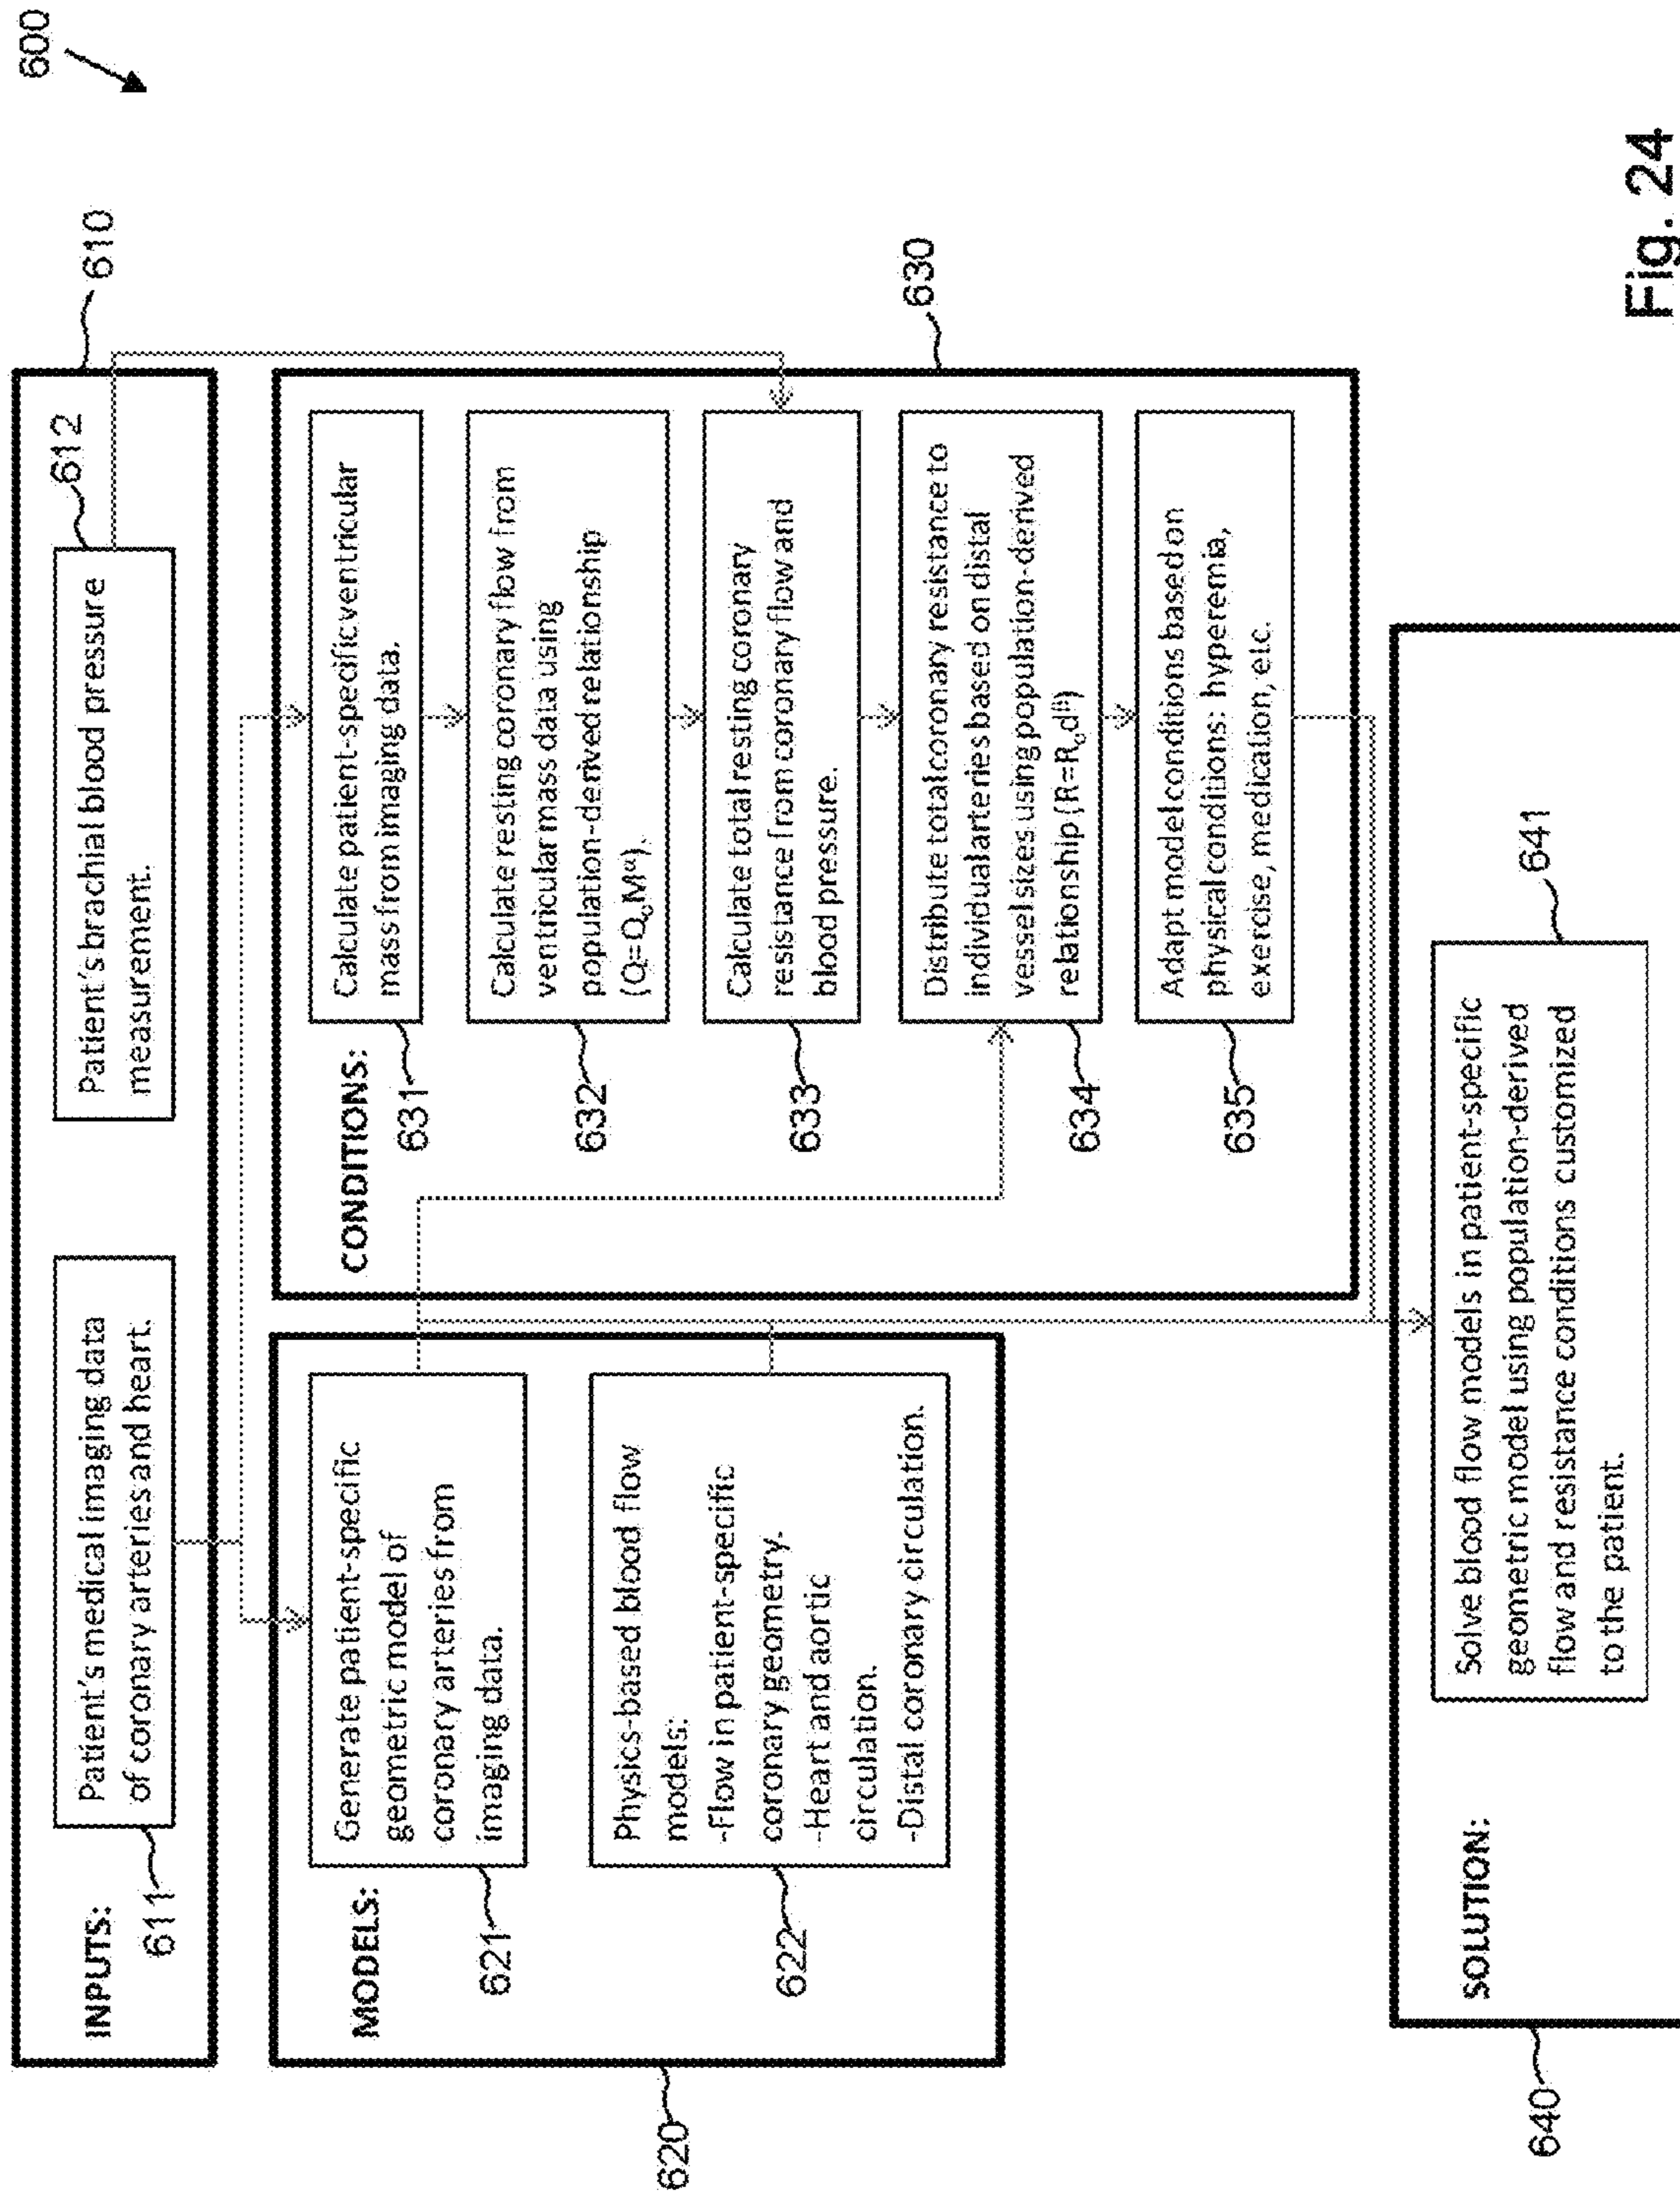 600
INPUTS:
610
611
Patient's medical imaging data
of coronary arteries and heart.
612
Patient's brachial blood pressure
measurement.
MODELS:
620
621
Generate patient-specific
geometric model of
coronary arteries from
imaging data.
622
Physics-based blood flow
models:
-Flow in patient-specific
coronary geometry.
-Heart and aortic
circulation.
-Distal coronary circulation.
CONDITIONS:
630
631
Calculate patient-specific ventricular
mass from imaging data.
632
Calculate resting coronary flow from
ventricular mass data using
population-derived relationship
(Q=QₒMᵅ).
633
Calculate total resting coronary
resistance from coronary flow and
blood pressure.
634
Distribute total coronary resistance to
individual arteries based on distal
vessel sizes using population-derived
relationship (R=Rₒdᵝ)
635
Adapt model conditions based on
physical conditions: hyperemia,
exercise, medication, etc.
SOLUTION:
640
641
Solve blood flow models in patient-specific
geometric model using population-derived
flow and resistance conditions customized
to the patient.
Fig. 24